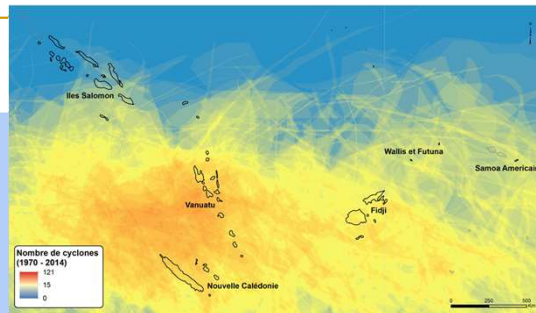 Iles Salomon
Wallis et Futuna
Samoa Americain
Vanuatu
Fidji
Nombre de cyclones
(1970 - 2014)
121
15
0
Nouvelle Calédonie
0
250
500